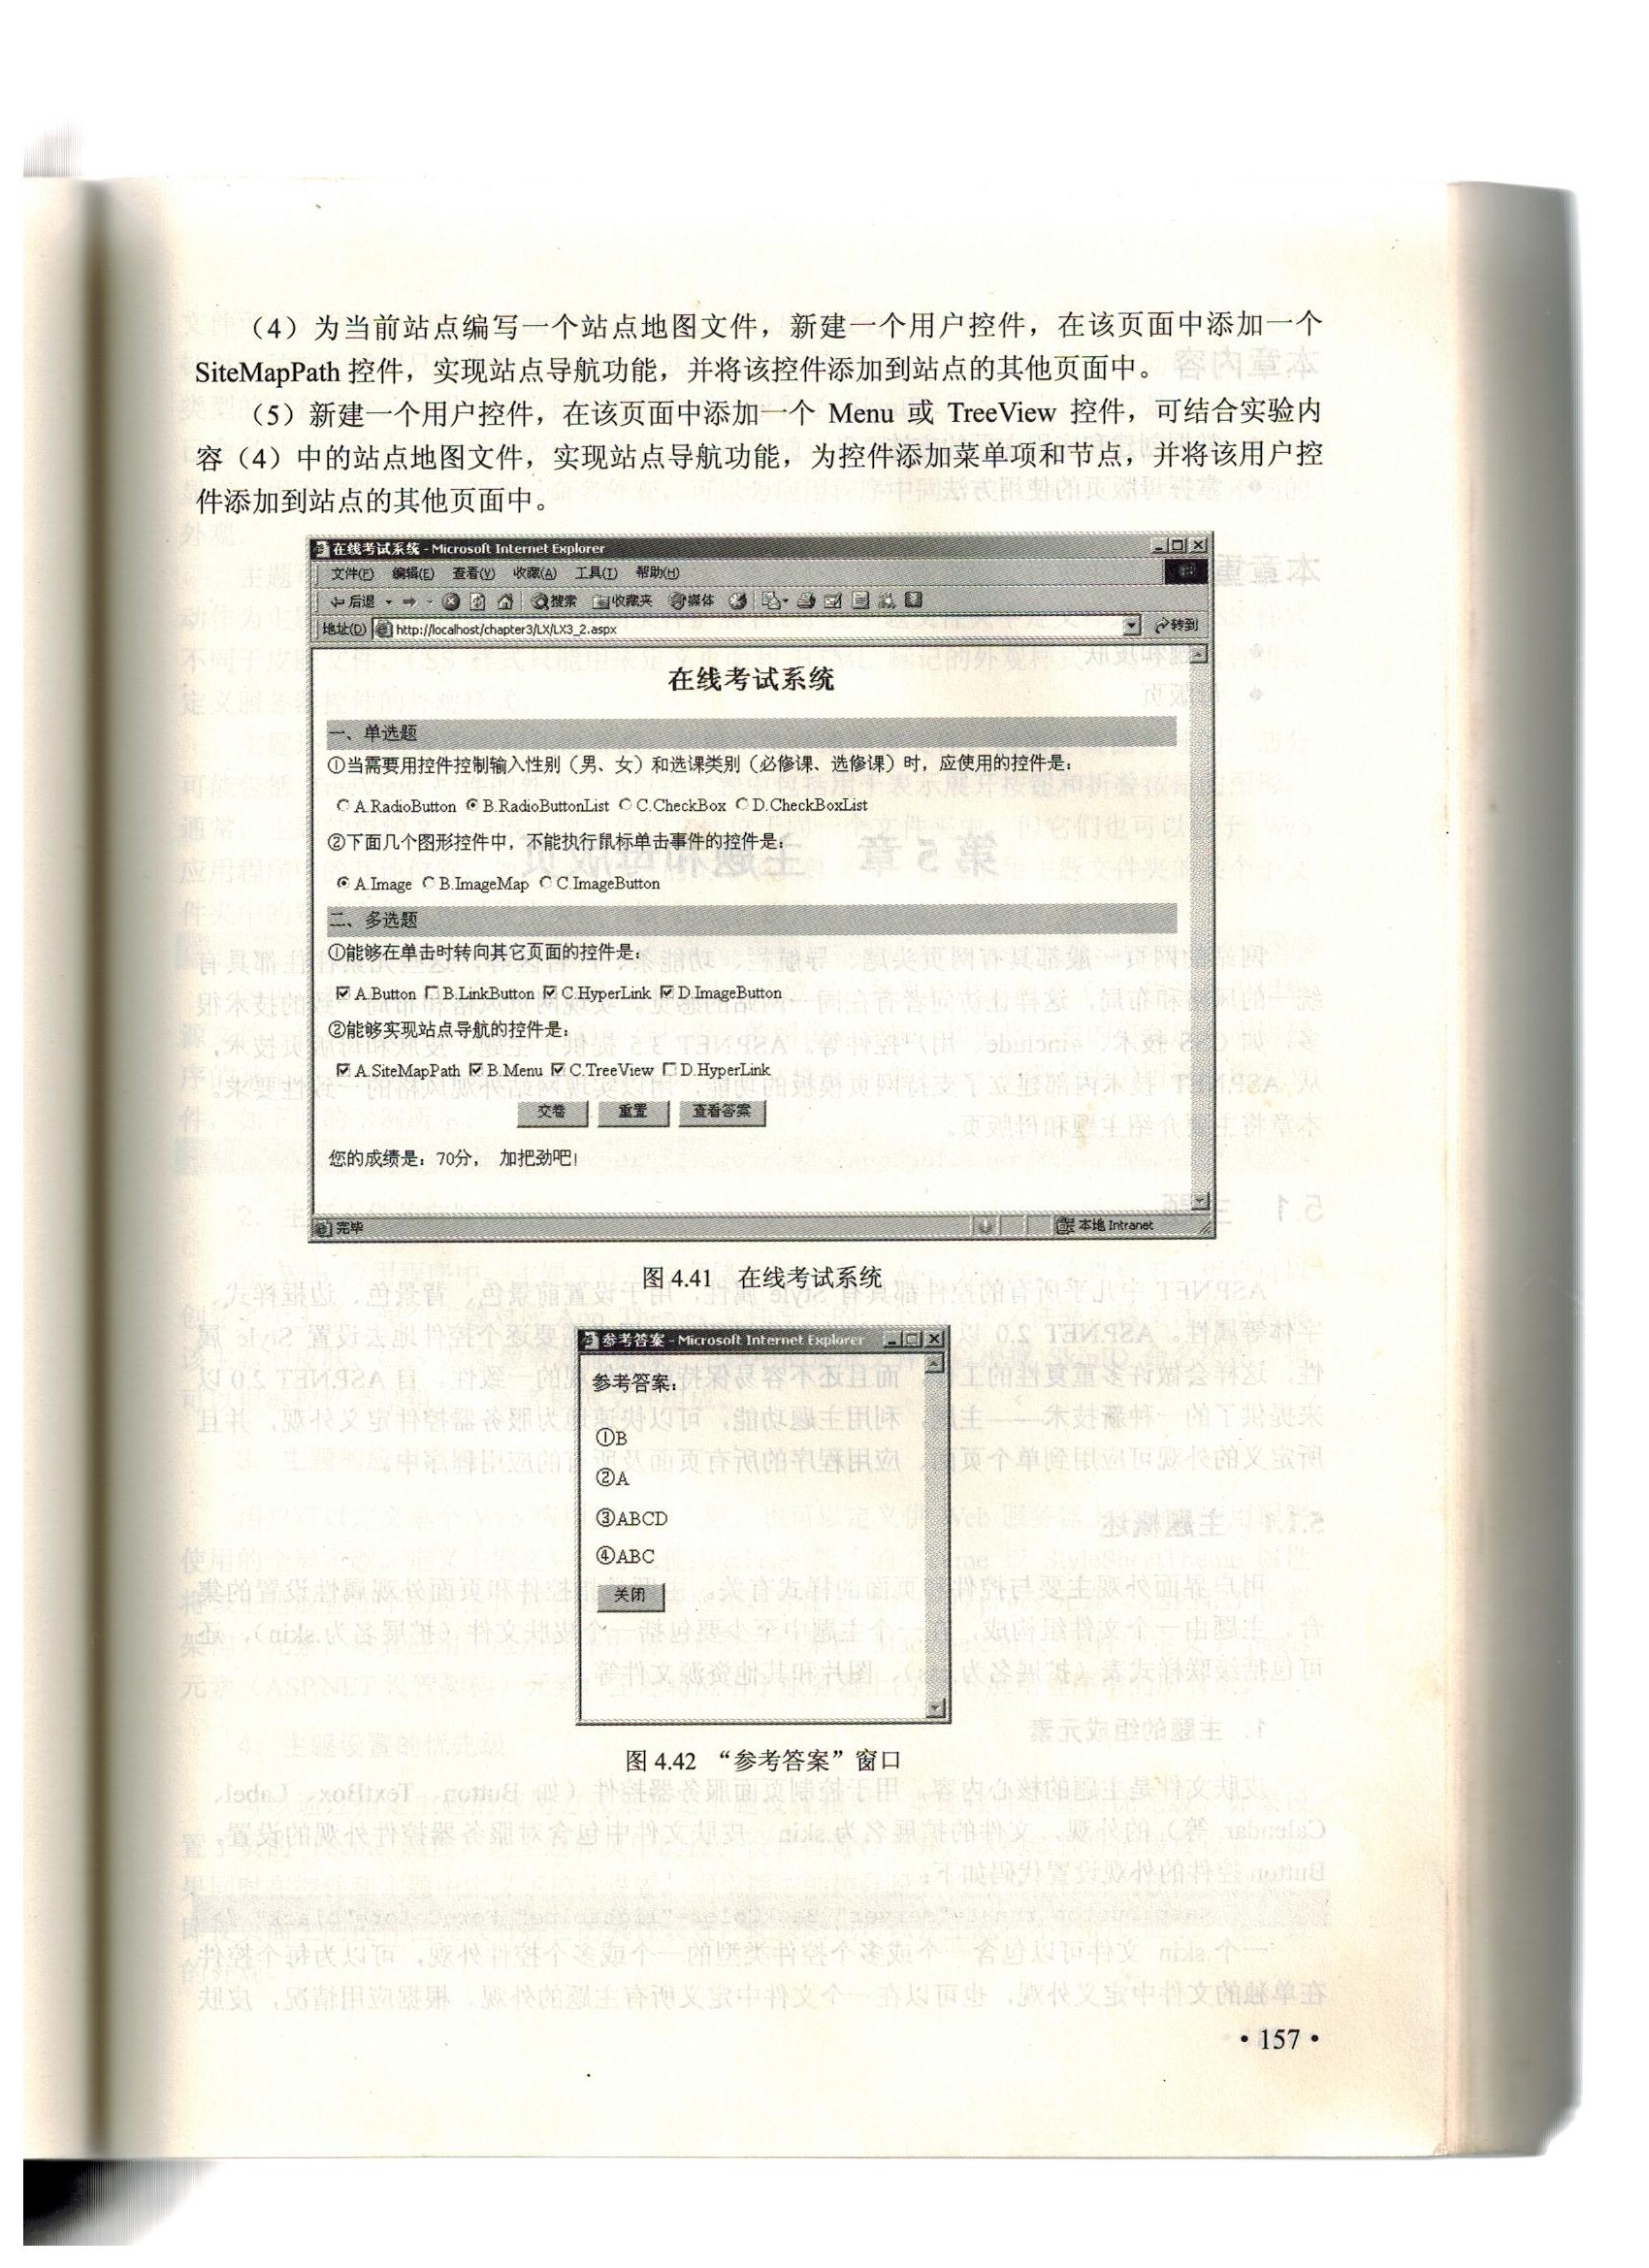 （4）为当前站点编写一个站点地图文件，新建一个用户控件，在该页面中添加一个
SiteMapPath 控件，实现站点导航功能，并将该控件添加到站点的其他页面中。
（5）新建一个用户控件，在该页面中添加一个 Menu 或 TreeView 控件，可结合实验内
容（4）中的站点地图文件，实现站点导航功能，为控件添加菜单项和节点，并将该用户控
件添加到站点的其他页面中。
在线考试系统 - Microsoft Internet Explorer
文件(F) 编辑(E) 查看(V) 收藏(A) 工具(T) 帮助(H)
后退 搜索 收藏夹 媒体
地址(D) http://localhost/chapter3/LX/LX3_2.aspx 转到
在线考试系统
一、单选题
①当需要用控件控制输入性别（男、女）和选课类别（必修课、选修课）时，应使用的控件是：
A.RadioButton B.RadioButtonList C.CheckBox D.CheckBoxList
②下面几个图形控件中，不能执行鼠标单击事件的控件是：
A.Image B.ImageMap C.ImageButton
二、多选题
①能够在单击时转向其它页面的控件是：
A.Button B.LinkButton C.HyperLink D.ImageButton
②能够实现站点导航的控件是：
A.SiteMapPath B.Menu C.TreeView D.HyperLink
交卷 重置 查看答案
您的成绩是：70分， 加把劲吧！
完毕 本地 Intranet
图 4.41 在线考试系统
参考答案 - Microsoft Internet Explorer
参考答案：
①B
②A
③ABCD
④ABC
关闭
图 4.42 “参考答案”窗口
• 157 •